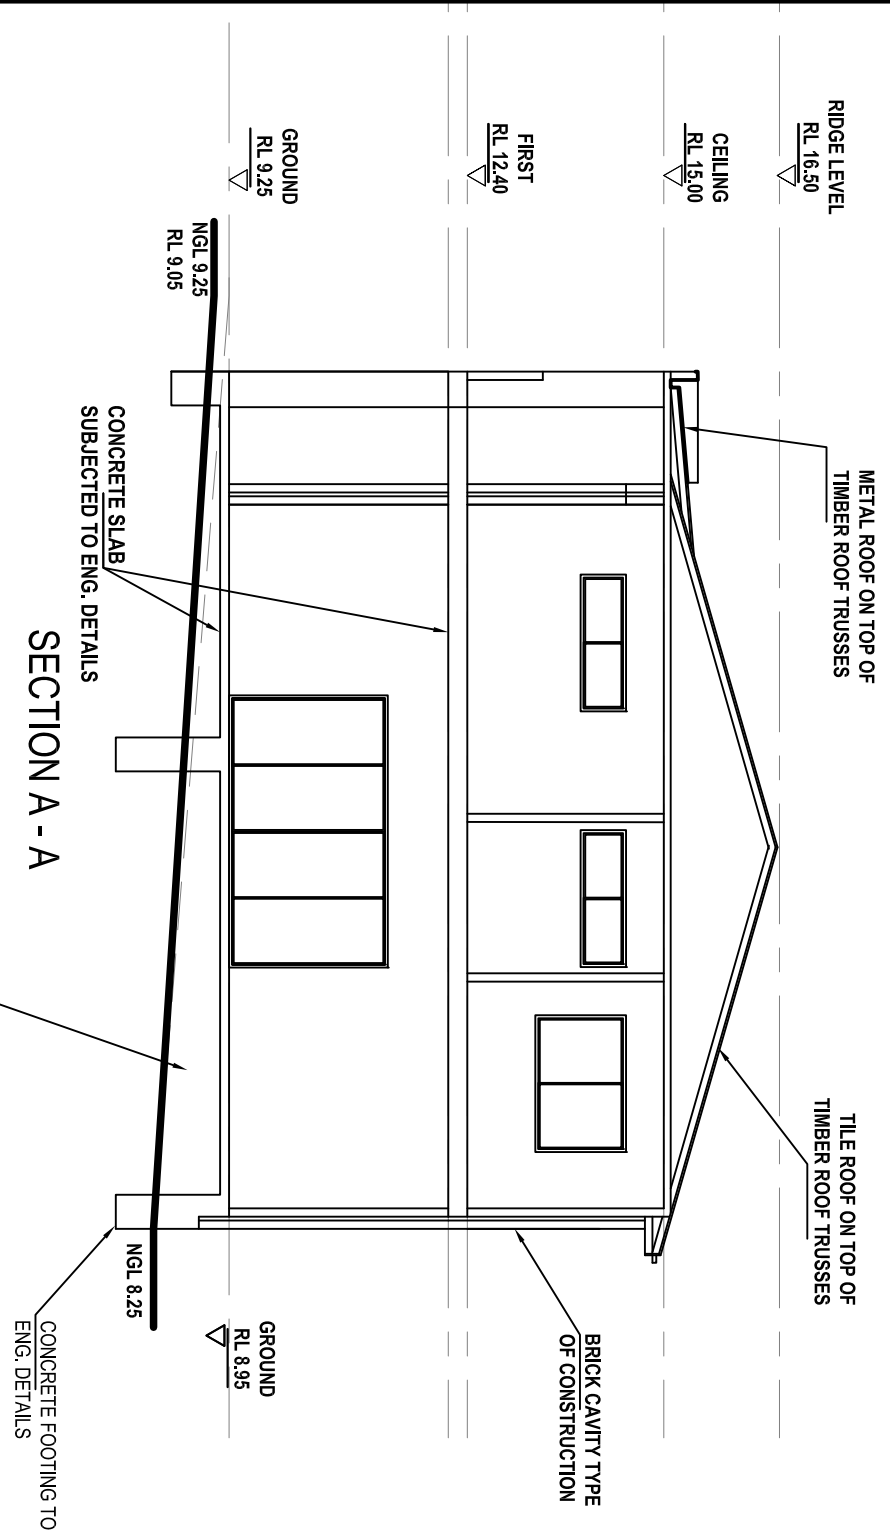 RIDGE LEVEL
RL 16.50
CEILING
RL 15.00
FIRST
RL 12.40
GROUND
RL 9.25
NGL 9.25
RL 9.05
METAL ROOF ON TOP OF
TIMBER ROOF TRUSSES
TILE ROOF ON TOP OF
TIMBER ROOF TRUSSES
BRICK CAVITY TYPE
OF CONSTRUCTION
GROUND
RL 8.95
NGL 8.25
CONCRETE SLAB
SUBJECTED TO ENG. DETAILS
CONCRETE FOOTING TO
ENG. DETAILS
SECTION A - A